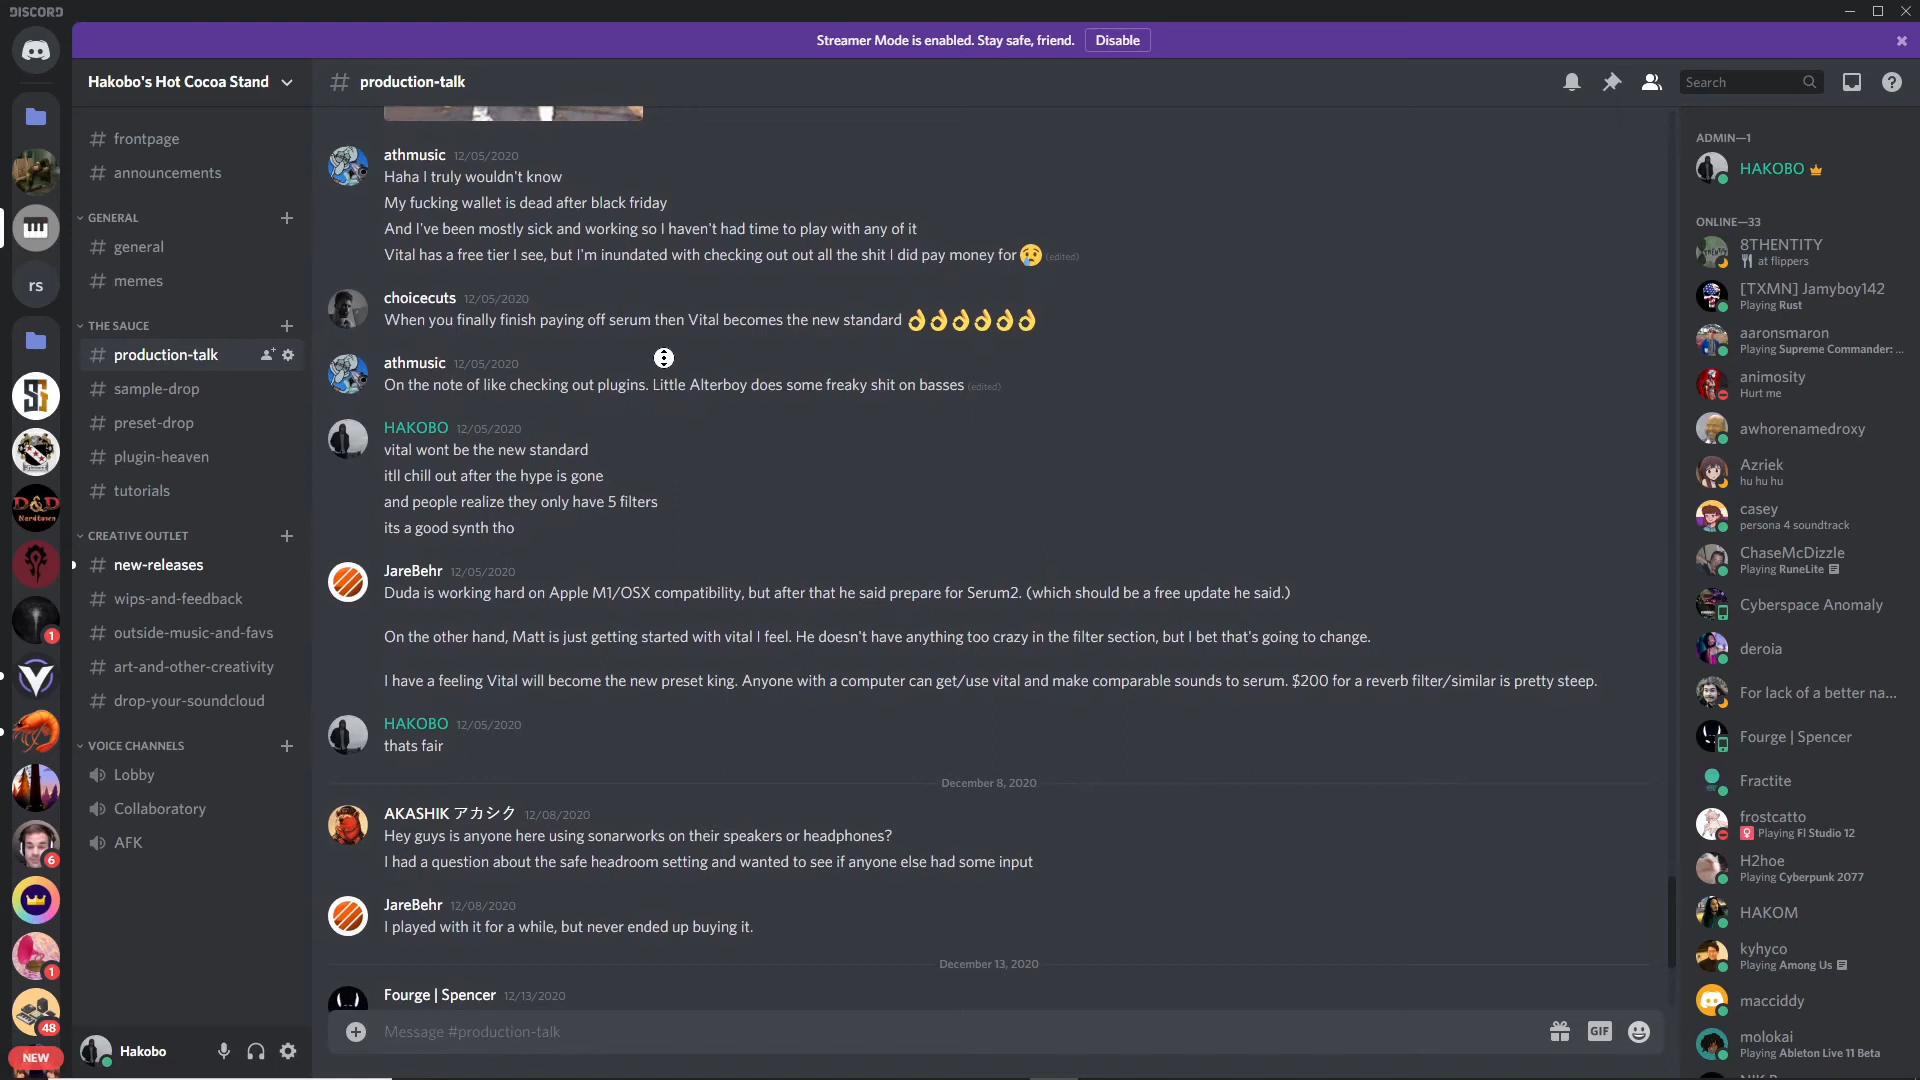 DISCORD
Streamer Mode is enabled. Stay safe, friend.
Disable
Hakobo's Hot Cocoa Stand
production-talk
Search
frontpage
announcements
GENERAL
general
memes
THE SAUCE
production-talk
sample-drop
preset-drop
plugin-heaven
tutorials
CREATIVE OUTLET
new-releases
wips-and-feedback
outside-music-and-favs
art-and-other-creativity
drop-your-soundcloud
VOICE CHANNELS
Lobby
Collaboratory
AFK
Hakobo
rs
D&D
Nerdtown
1
6
1
48
NEW
athmusic 12/05/2020
Haha I truly wouldn't know
My fucking wallet is dead after black friday
And I've been mostly sick and working so I haven't had time to play with any of it
Vital has a free tier I see, but I'm inundated with checking out out all the shit I did pay money for 😢 (edited)
choicecuts 12/05/2020
When you finally finish paying off serum then Vital becomes the new standard 👌👌👌👌👌👌
athmusic 12/05/2020
On the note of like checking out plugins. Little Alterboy does some freaky shit on basses (edited)
HAKOBO 12/05/2020
vital wont be the new standard
itll chill out after the hype is gone
and people realize they only have 5 filters
its a good synth tho
JareBehr 12/05/2020
Duda is working hard on Apple M1/OSX compatibility, but after that he said prepare for Serum2. (which should be a free update he said.)
On the other hand, Matt is just getting started with vital I feel. He doesn't have anything too crazy in the filter section, but I bet that's going to change.
I have a feeling Vital will become the new preset king. Anyone with a computer can get/use vital and make comparable sounds to serum. $200 for a reverb filter/similar is pretty steep.
HAKOBO 12/05/2020
thats fair
December 8, 2020
AKASHIK アカシク 12/08/2020
Hey guys is anyone here using sonarworks on their speakers or headphones?
I had a question about the safe headroom setting and wanted to see if anyone else had some input
JareBehr 12/08/2020
I played with it for a while, but never ended up buying it.
December 13, 2020
Fourge | Spencer 12/13/2020
Message #production-talk
GIF
ADMIN—1
HAKOBO
ONLINE—33
8THENTITY
at flippers
[TXMN] Jamyboy142
Playing Rust
aaronsmaron
Playing Supreme Commander: ...
animosity
Hurt me
awhorenamedroxy
Azriek
hu hu hu
casey
persona 4 soundtrack
ChaseMcDizzle
Playing RuneLite
Cyberspace Anomaly
deroia
For lack of a better na...
Fourge | Spencer
Fractite
frostcatto
Playing Fl Studio 12
H2hoe
Playing Cyberpunk 2077
HAKOM
kyhyco
Playing Among Us
macciddy
molokai
Playing Ableton Live 11 Beta